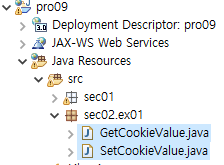 pro09
Deployment Descriptor: pro09
JAX-WS Web Services
Java Resources
src
sec01
sec02.ex01
GetCookieValue.java
SetCookieValue.java